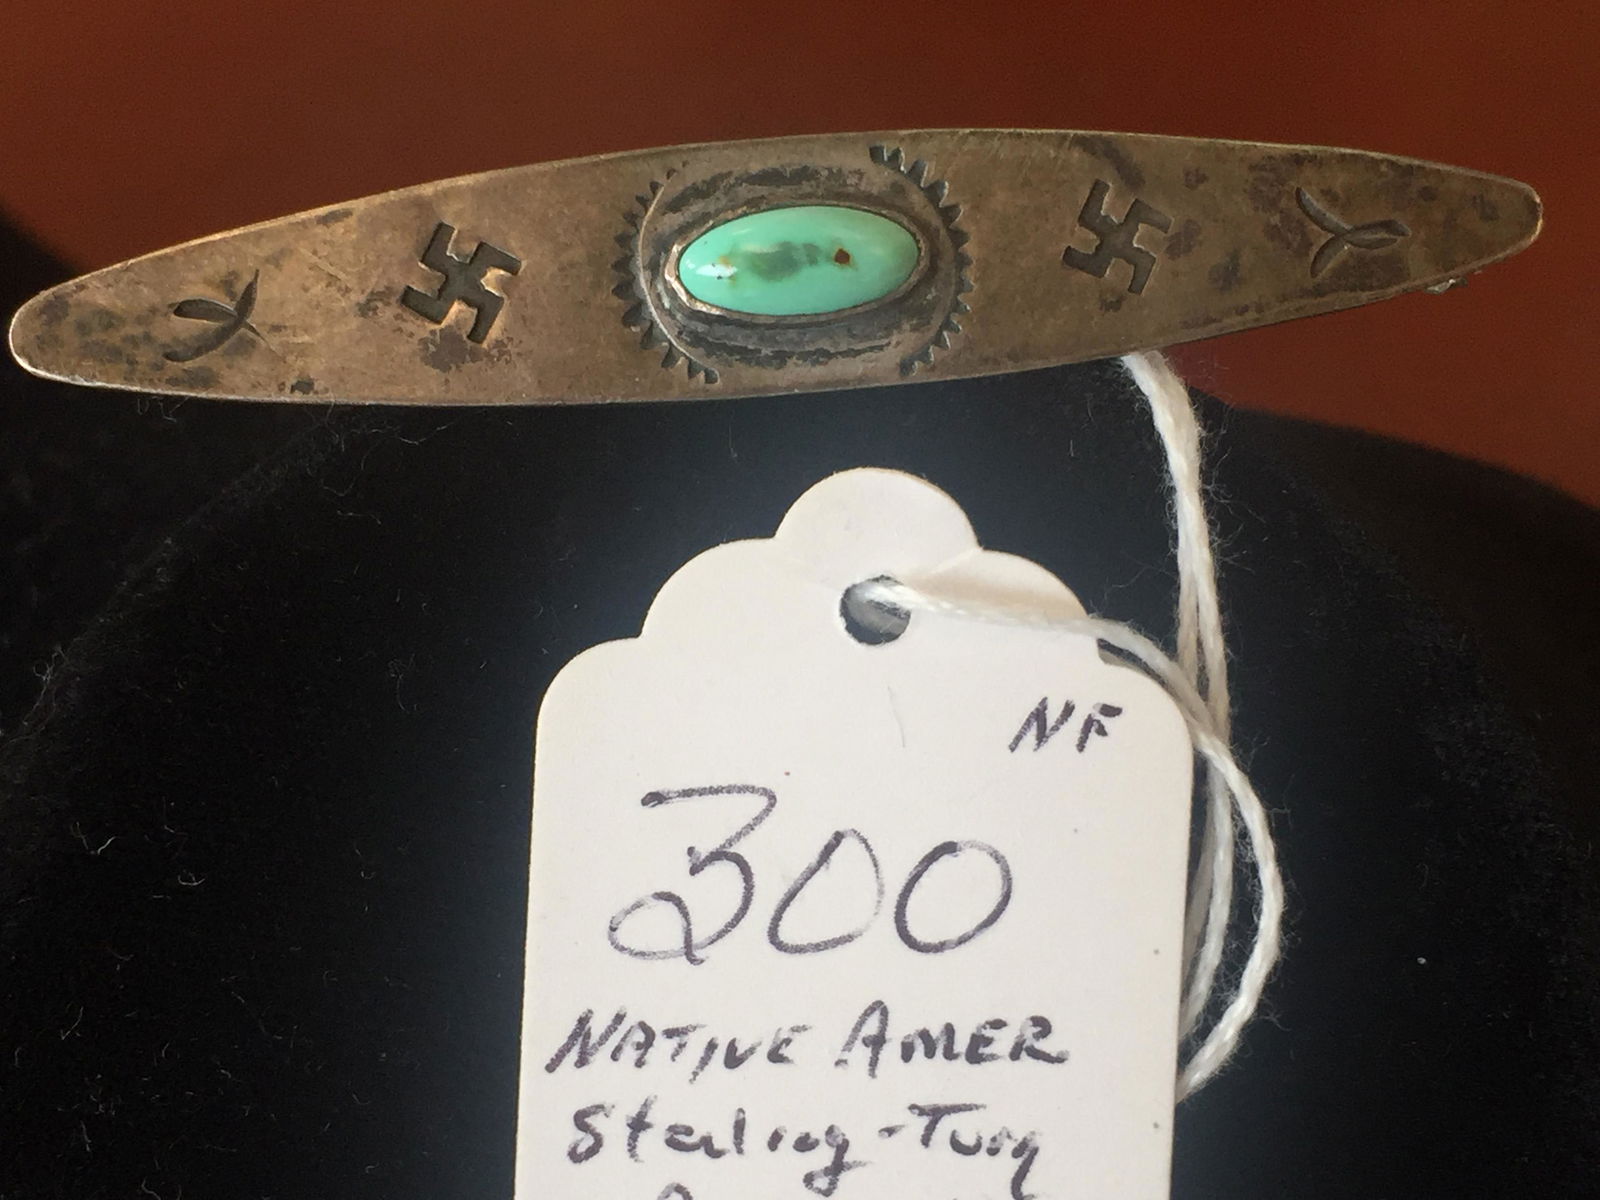 NF
300
NATIVE AMER
Sterling-Turq